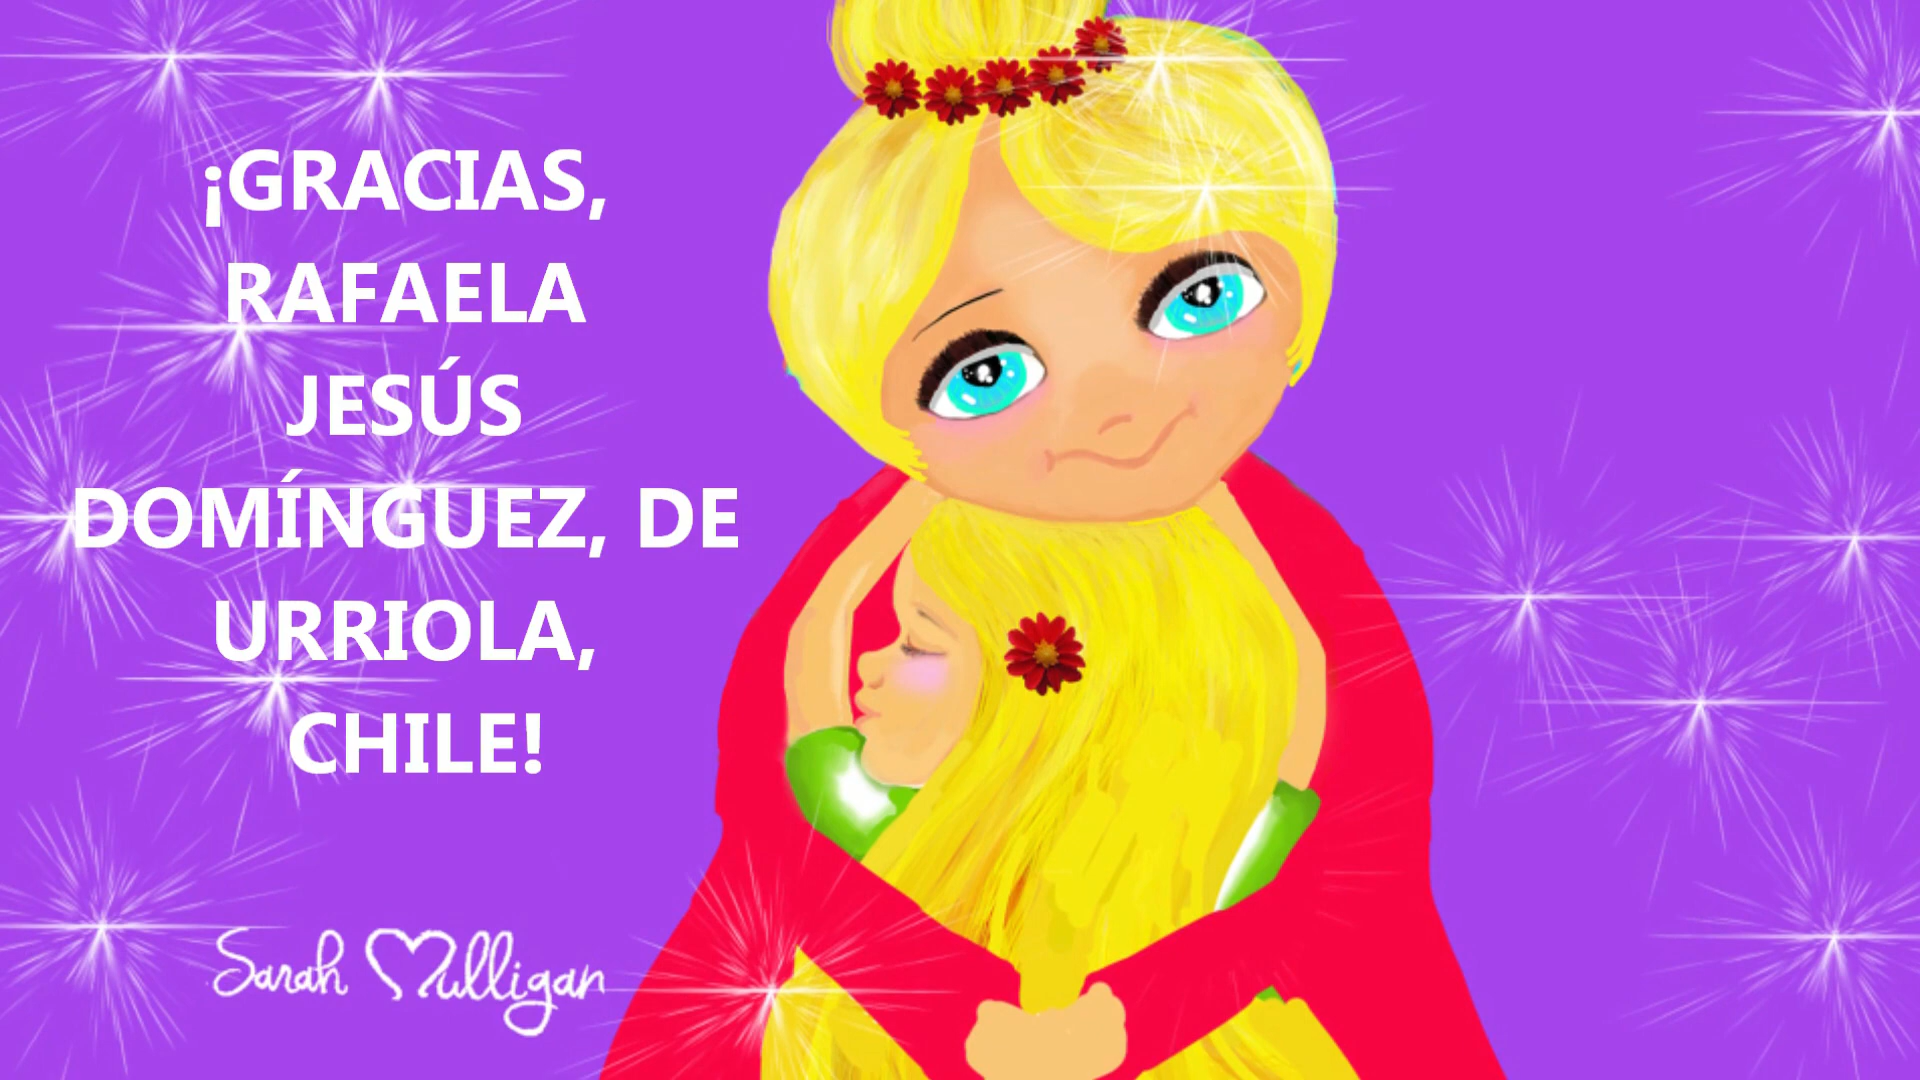 ¡GRACIAS,
RAFAELA
JESÚS
DOMÍNGUEZ, DE
URRIOLA,
CHILE!
Sarah Mulligan